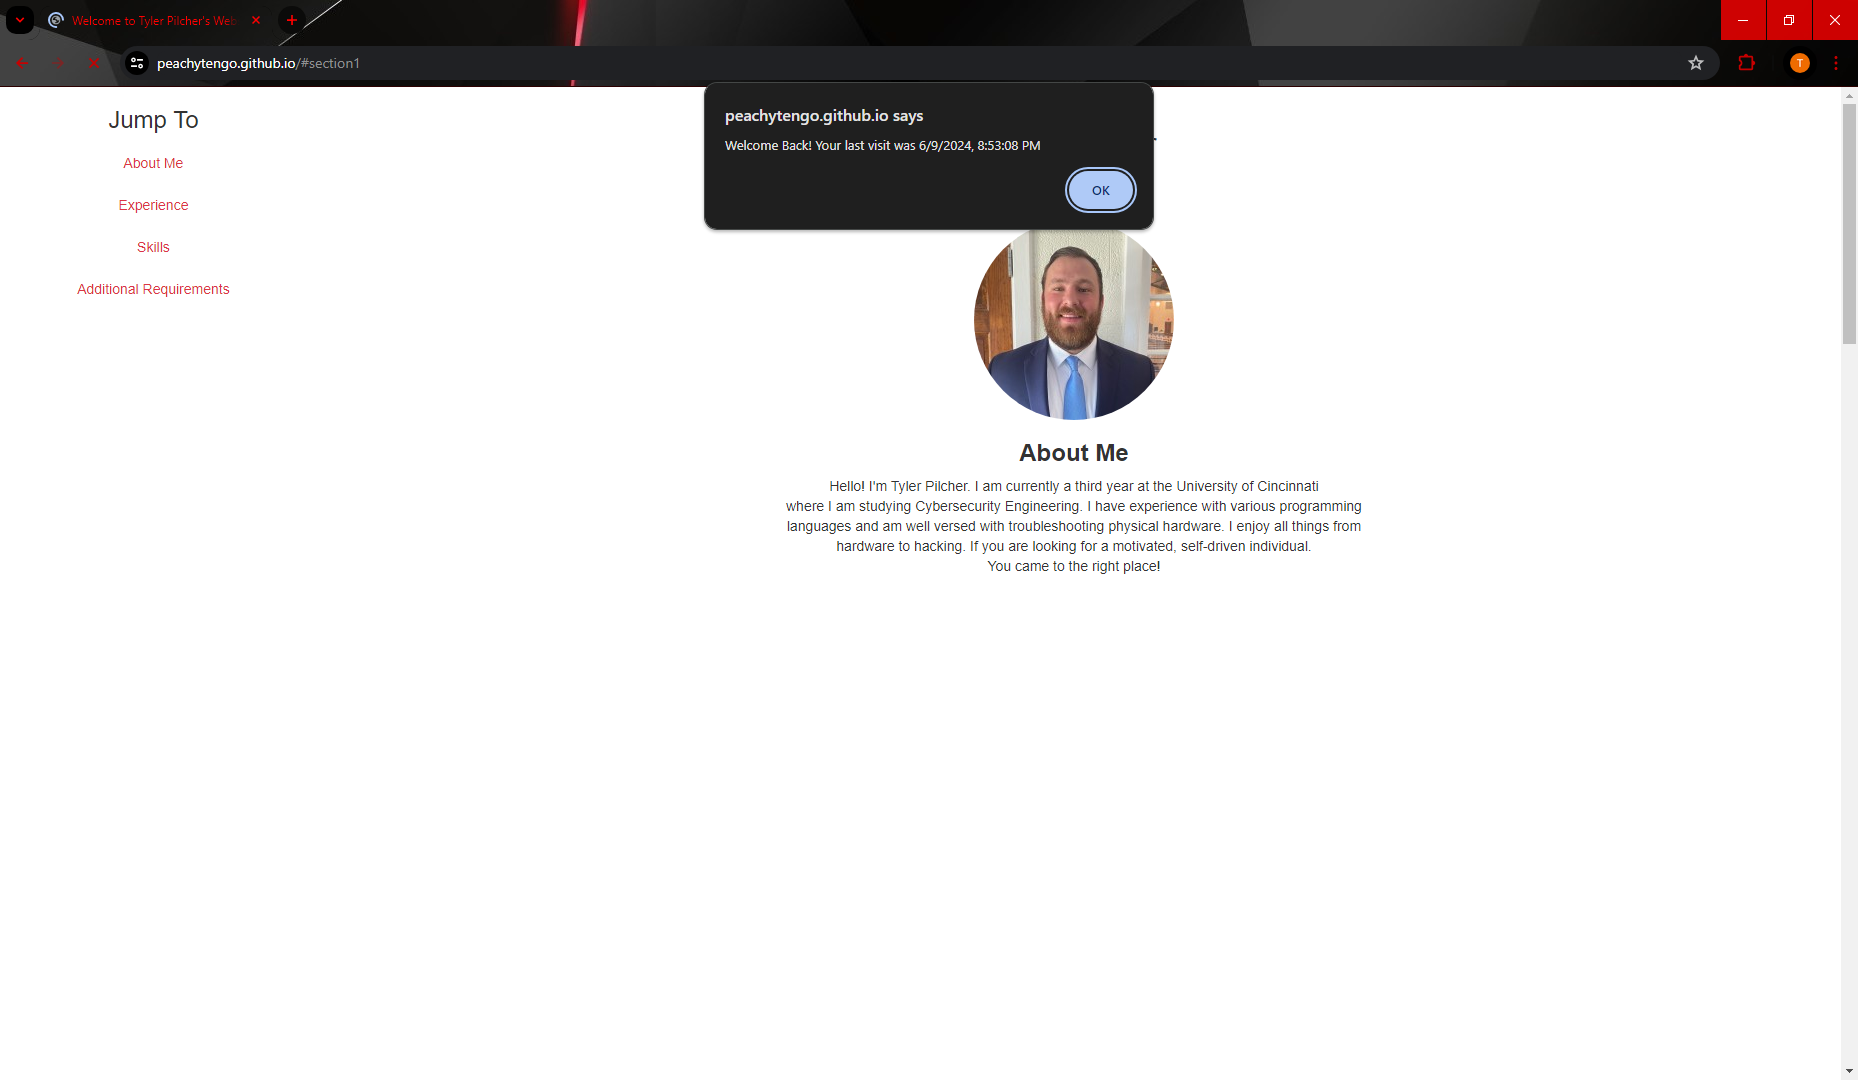 Welcome to Tyler Pilcher's Web
peachytengo.github.io/#section1
T
peachytengo.github.io says
Welcome Back! Your last visit was 6/9/2024, 8:53:08 PM
OK
Jump To
About Me
Experience
Skills
Additional Requirements
About Me
Hello! I'm Tyler Pilcher. I am currently a third year at the University of Cincinnati
where I am studying Cybersecurity Engineering. I have experience with various programming
languages and am well versed with troubleshooting physical hardware. I enjoy all things from
hardware to hacking. If you are looking for a motivated, self-driven individual.
You came to the right place!